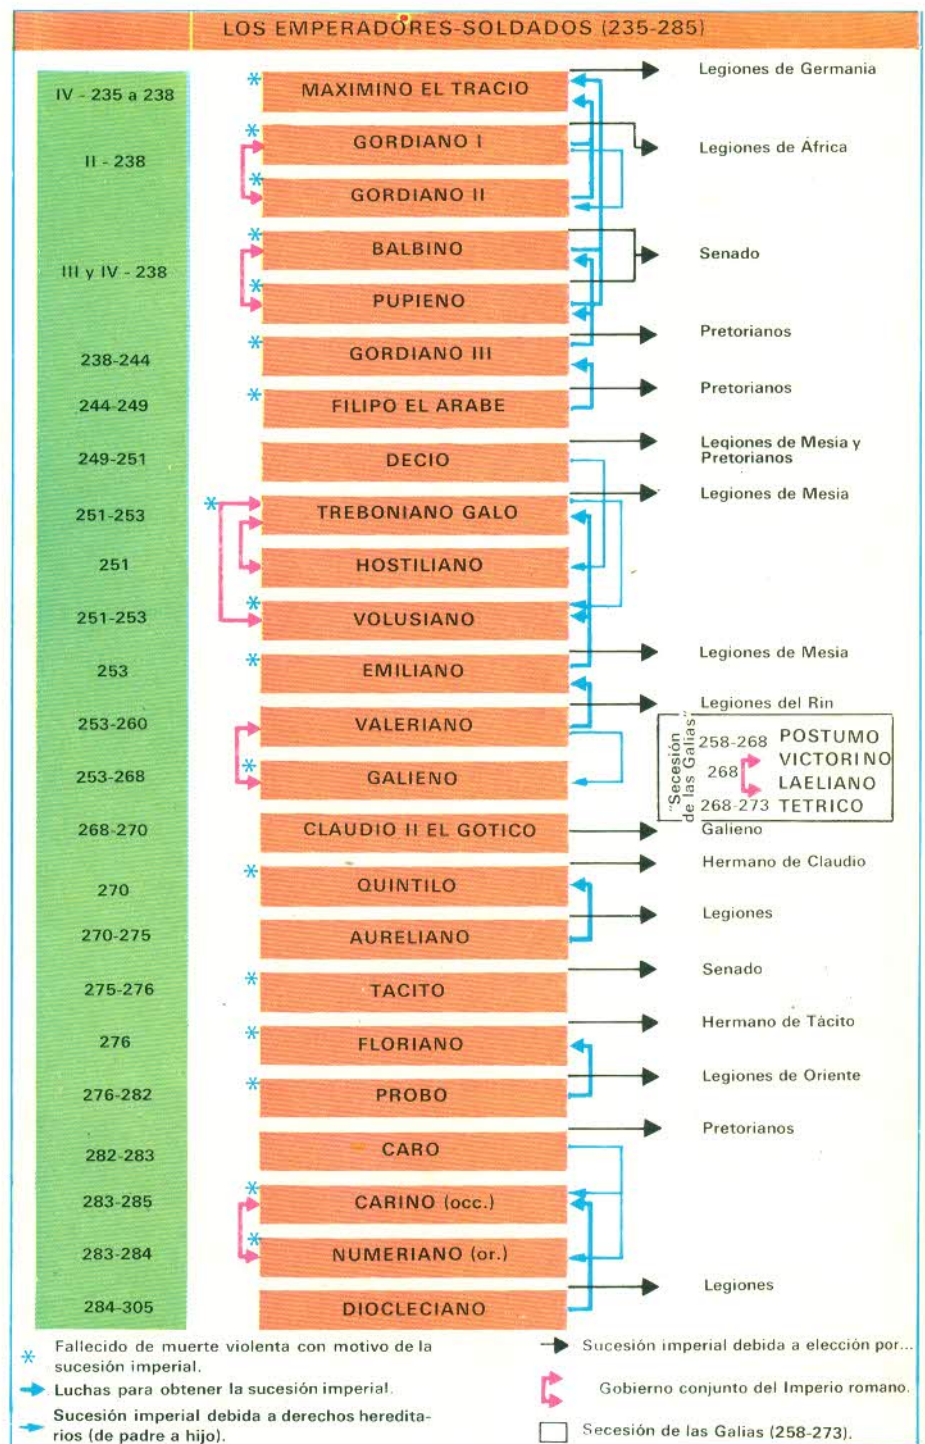 LOS EMPERADORES-SOLDADOS (235-285)
IV - 235 a 238
MAXIMINO EL TRACIO
Legiones de Germania
II - 238
GORDIANO I
Legiones de África
GORDIANO II
III y IV - 238
BALBINO
Senado
PUPIENO
238-244
GORDIANO III
Pretorianos
244-249
FILIPO EL ARABE
Pretorianos
249-251
DECIO
Legiones de Mesia y
Pretorianos
251-253
TREBONIANO GALO
Legiones de Mesia
251
HOSTILIANO
251-253
VOLUSIANO
253
EMILIANO
Legiones de Mesia
253-260
VALERIANO
Legiones del Rin
253-268
GALIENO
"Secesión
de las Galias"
258-268 POSTUMO
268
VICTORINO
LAELIANO
268-273 TETRICO
268-270
CLAUDIO II EL GOTICO
Galieno
270
QUINTILO
Hermano de Claudio
270-275
AURELIANO
Legiones
275-276
TACITO
Senado
276
FLORIANO
Hermano de Tácito
276-282
PROBO
Legiones de Oriente
282-283
CARO
Pretorianos
283-285
CARINO (occ.)
283-284
NUMERIANO (or.)
284-305
DIOCLECIANO
Legiones
Fallecido de muerte violenta con motivo de la
sucesión imperial.
Luchas para obtener la sucesión imperial.
Sucesión imperial debida a derechos heredita-
rios (de padre a hijo).
Sucesión imperial debida a elección por...
Gobierno conjunto del Imperio romano.
Secesión de las Galias (258-273).